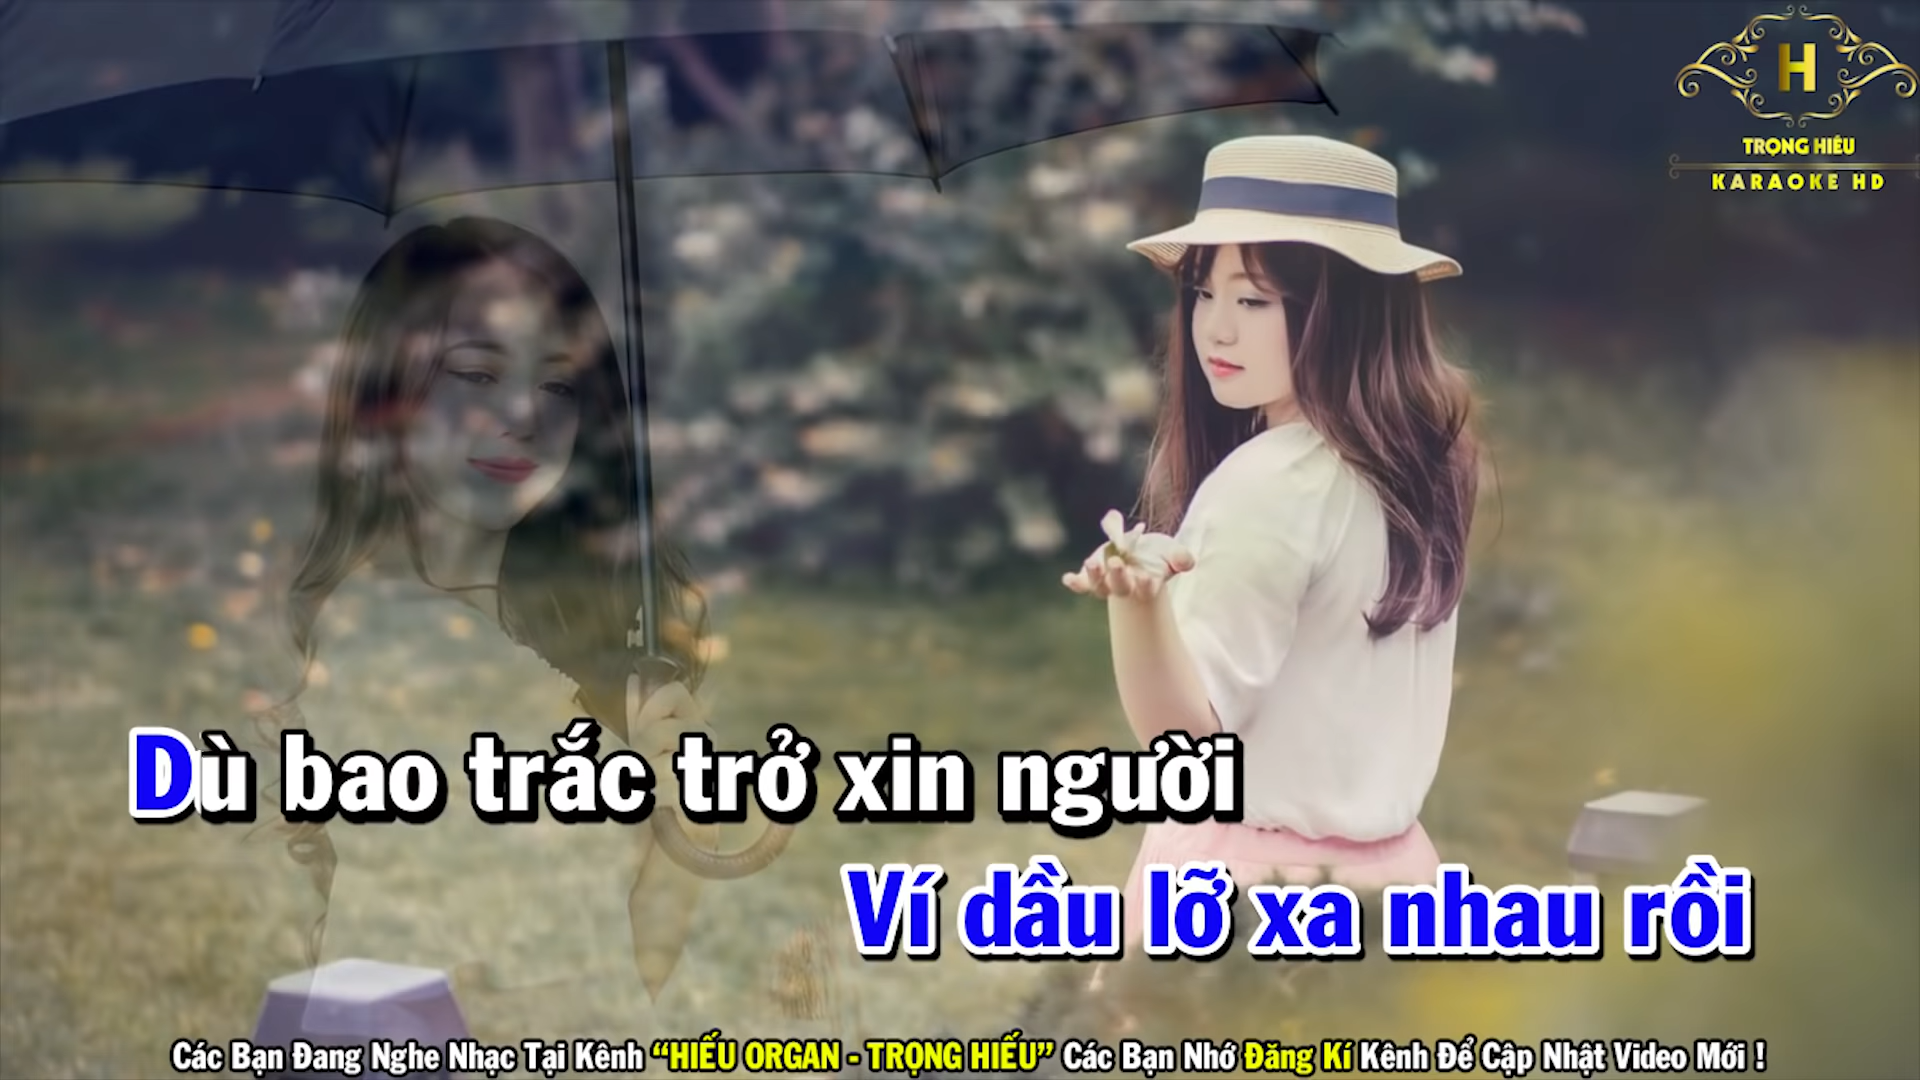 H
TRỌNG HIẾU
KARAOKE HD
Dù bao trắc trở xin người
Ví dầu lỡ xa nhau rồi
Các Bạn Đang Nghe Nhạc Tại Kênh “HIẾU ORGAN - TRỌNG HIẾU” Các Bạn Nhớ Đăng Kí Kênh Để Cập Nhật Video Mới !